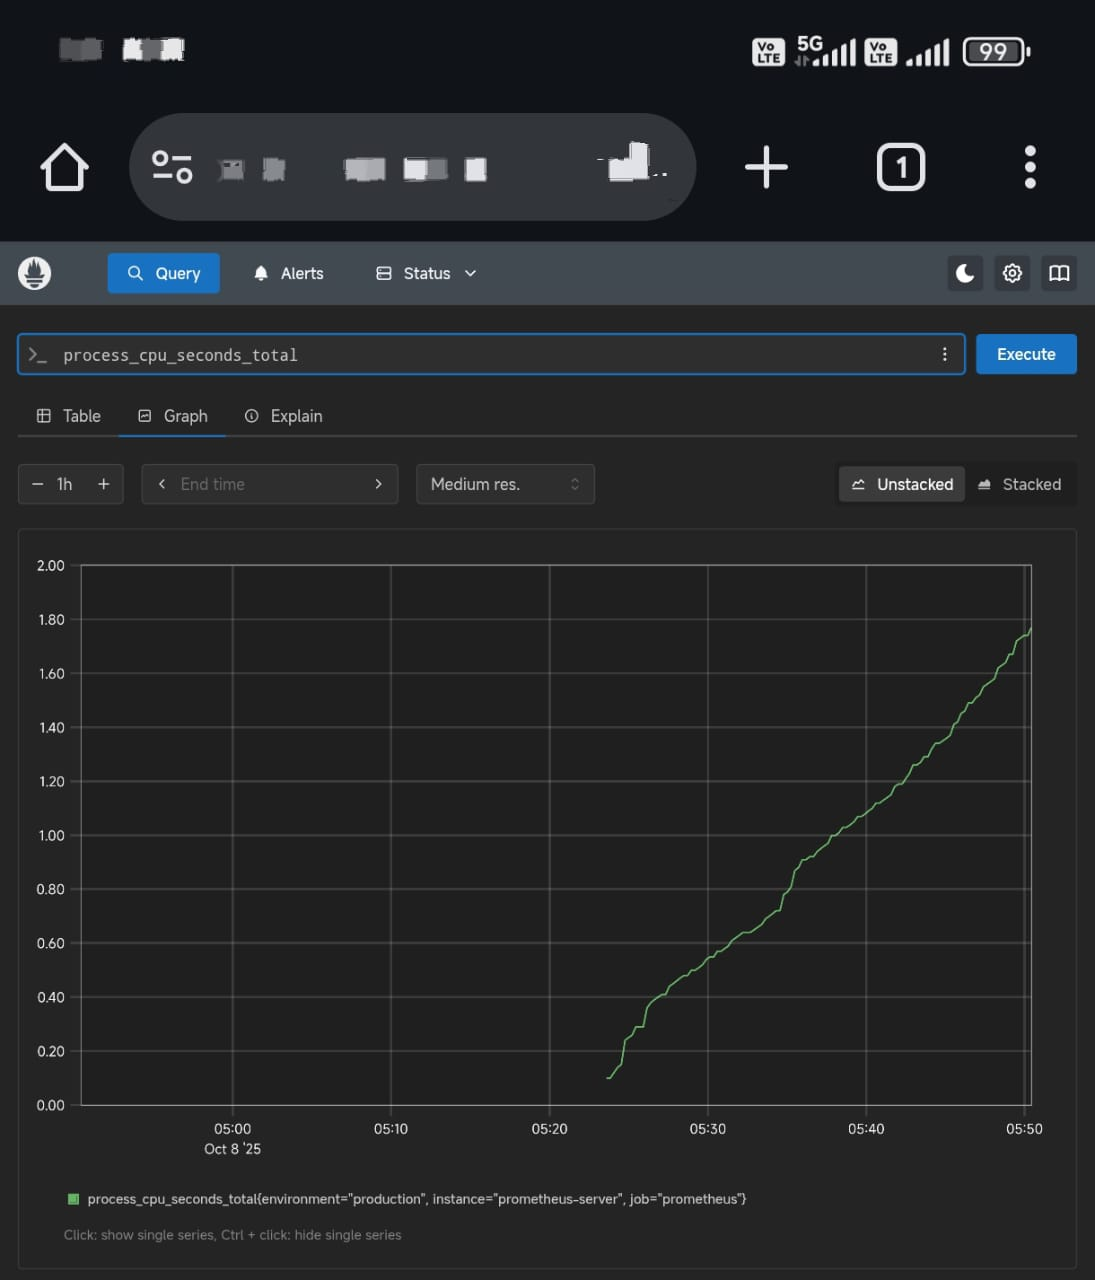 Vo LTE 5G Vo LTE 99
1
Query Alerts Status
>_ process_cpu_seconds_total Execute
Table Graph Explain
− 1h + < End time > Medium res. Unstacked Stacked
2.00
1.80
1.60
1.40
1.20
1.00
0.80
0.60
0.40
0.20
0.00
05:00 05:10 05:20 05:30 05:40 05:50
Oct 8 '25
process_cpu_seconds_total{environment="production", instance="prometheus-server", job="prometheus"}
Click: show single series, Ctrl + click: hide single series